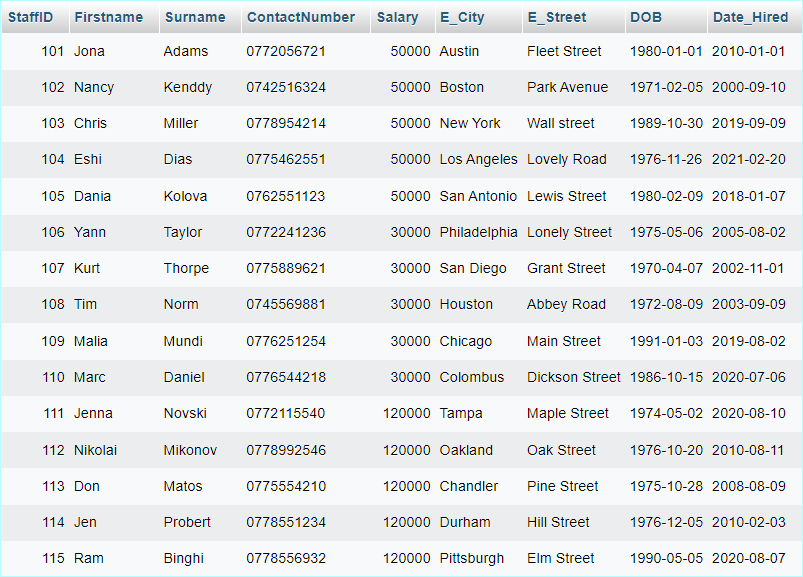 StaffID Firstname Surname ContactNumber Salary E_City E_Street DOB Date_Hired
101 Jona Adams 0772056721 50000 Austin Fleet Street 1980-01-01 2010-01-01
102 Nancy Kenddy 0742516324 50000 Boston Park Avenue 1971-02-05 2000-09-10
103 Chris Miller 0778954214 50000 New York Wall street 1989-10-30 2019-09-09
104 Eshi Dias 0775462551 50000 Los Angeles Lovely Road 1976-11-26 2021-02-20
105 Dania Kolova 0762551123 50000 San Antonio Lewis Street 1980-02-09 2018-01-07
106 Yann Taylor 0772241236 30000 Philadelphia Lonely Street 1975-05-06 2005-08-02
107 Kurt Thorpe 0775889621 30000 San Diego Grant Street 1970-04-07 2002-11-01
108 Tim Norm 0745569881 30000 Houston Abbey Road 1972-08-09 2003-09-09
109 Malia Mundi 0776251254 30000 Chicago Main Street 1991-01-03 2019-08-02
110 Marc Daniel 0776544218 30000 Colombus Dickson Street 1986-10-15 2020-07-06
111 Jenna Novski 0772115540 120000 Tampa Maple Street 1974-05-02 2020-08-10
112 Nikolai Mikonov 0778992546 120000 Oakland Oak Street 1976-10-20 2010-08-11
113 Don Matos 0775554210 120000 Chandler Pine Street 1975-10-28 2008-08-09
114 Jen Probert 0778551234 120000 Durham Hill Street 1976-12-05 2010-02-03
115 Ram Binghi 0778556932 120000 Pittsburgh Elm Street 1990-05-05 2020-08-07